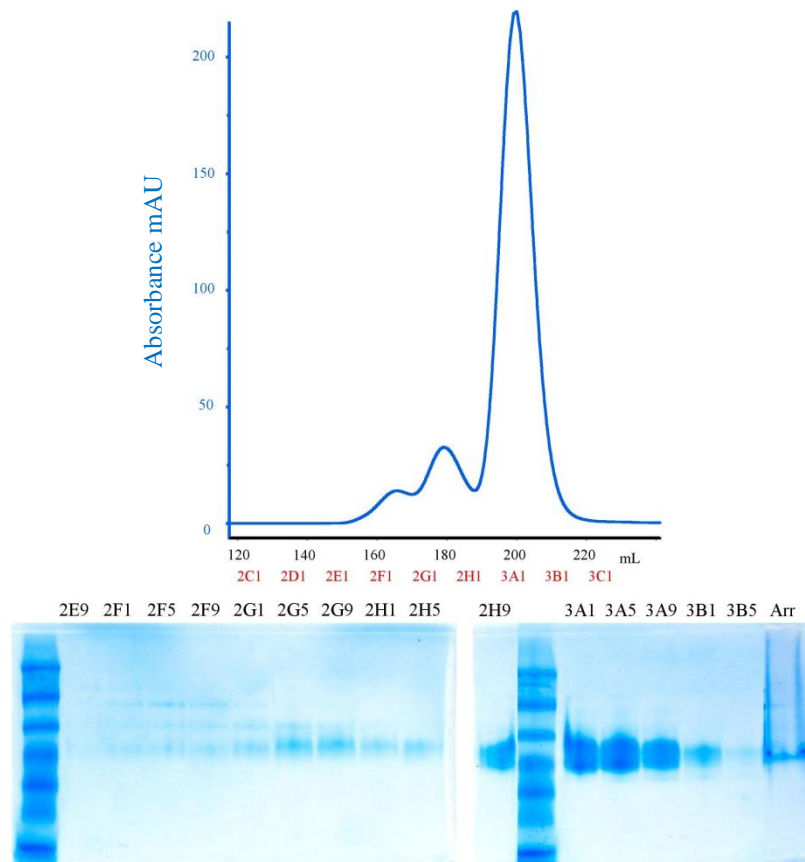 200
150
100
50
0
Absorbance mAU
120 140 160 180 200 220 mL
2C1 2D1 2E1 2F1 2G1 2H1 3A1 3B1 3C1
2E9 2F1 2F5 2F9 2G1 2G5 2G9 2H1 2H5 2H9 3A1 3A5 3A9 3B1 3B5 Arr